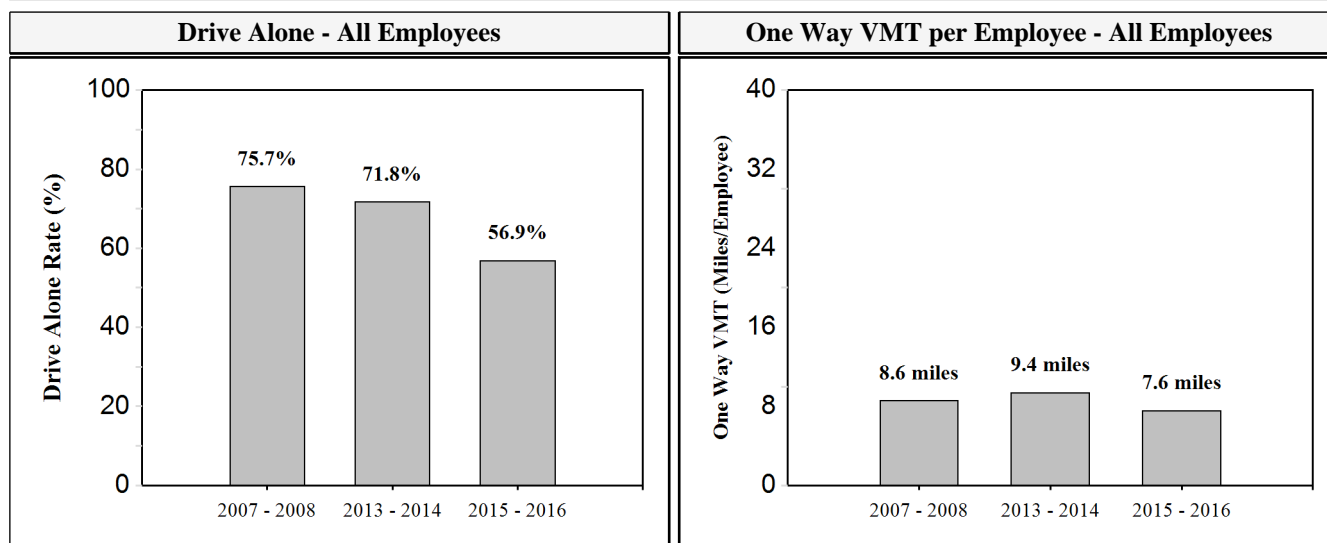 Drive Alone - All Employees
One Way VMT per Employee - All Employees
Drive Alone Rate (%)
100
80
60
40
20
0
75.7%
71.8%
56.9%
2007 - 2008
2013 - 2014
2015 - 2016
One Way VMT (Miles/Employee)
40
32
24
16
8
0
8.6 miles
9.4 miles
7.6 miles
2007 - 2008
2013 - 2014
2015 - 2016